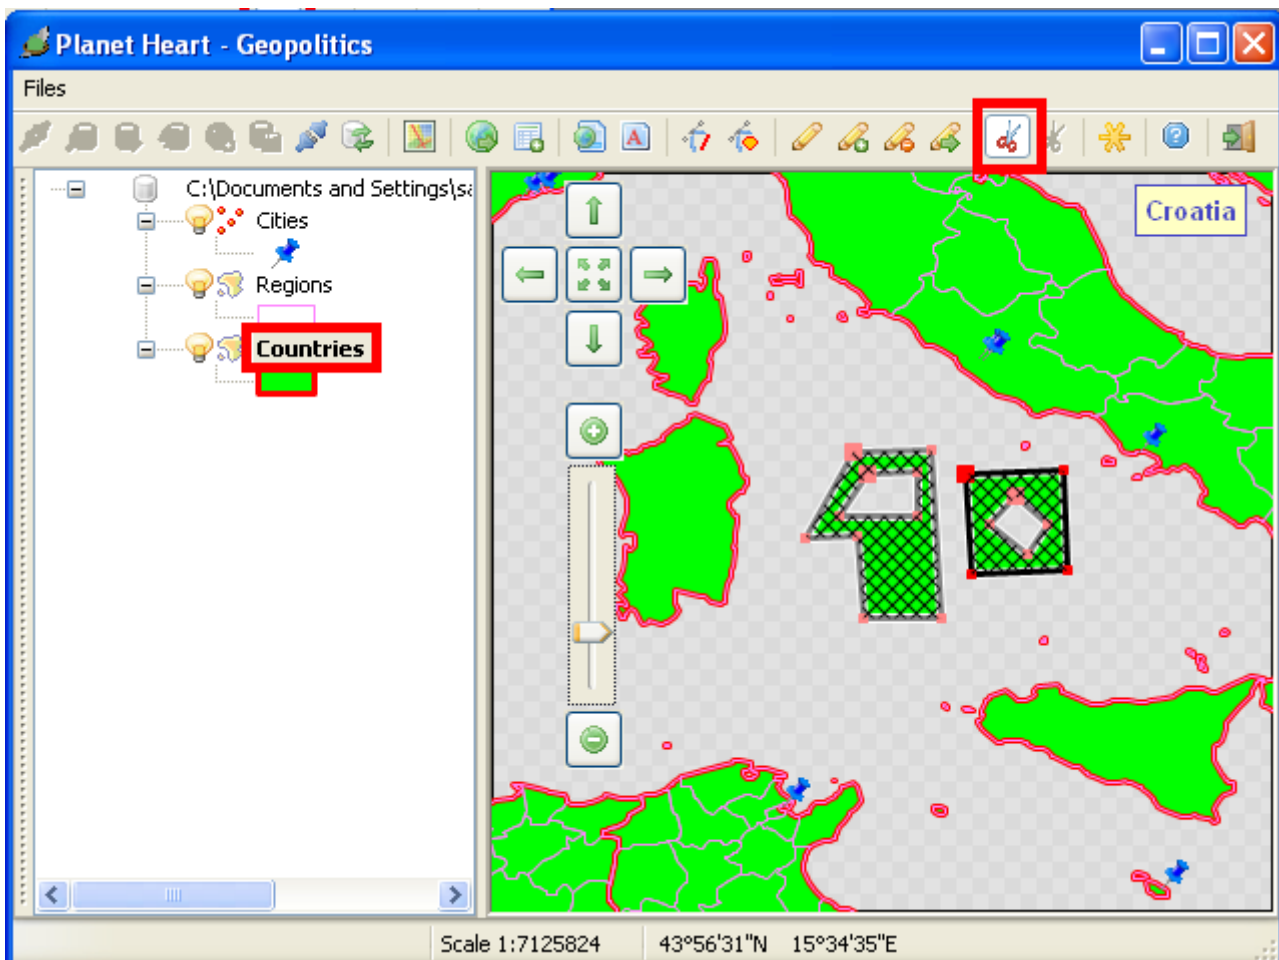 Planet Heart - Geopolitics
Files
A
?
C:\Documents and Settings\sa
Cities
Regions
Countries
Croatia
Scale 1:7125824
43°56'31"N 15°34'35"E